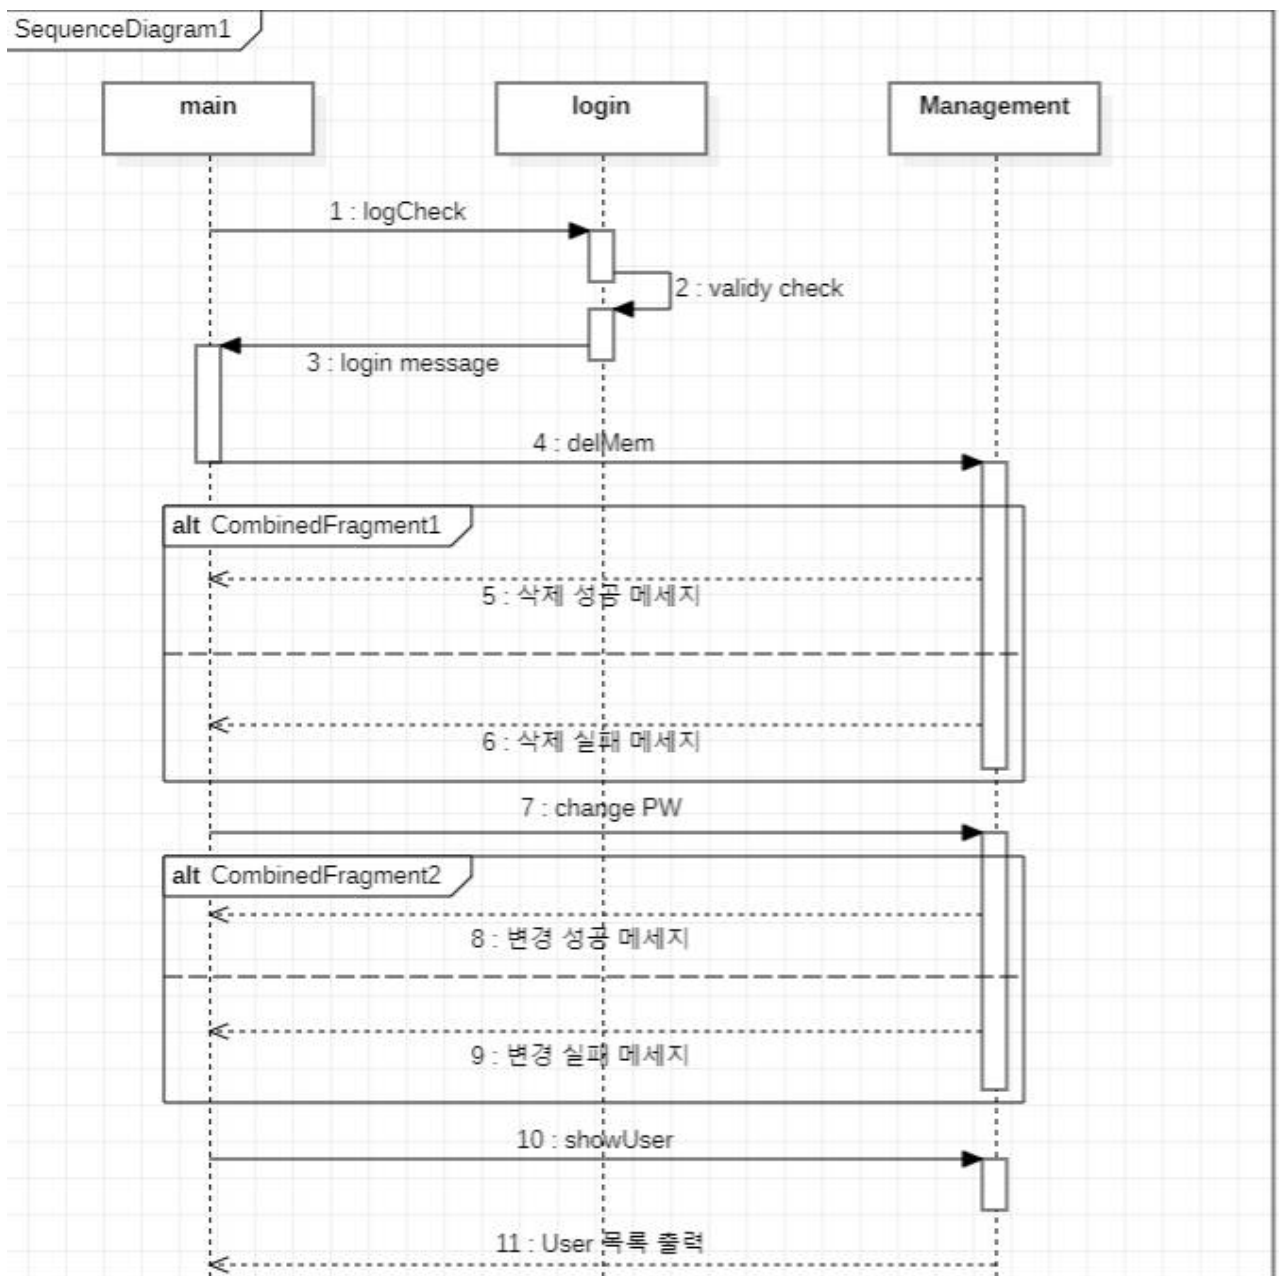 SequenceDiagram1
main
login
Management
1 : logCheck
2 : validy check
3 : login message
4 : delMem
alt CombinedFragment1
5 : 삭제 성공 메세지
6 : 삭제 실패 메세지
7 : change PW
alt CombinedFragment2
8 : 변경 성공 메세지
9 : 변경 실패 메세지
10 : showUser
11 : User 목록 출력